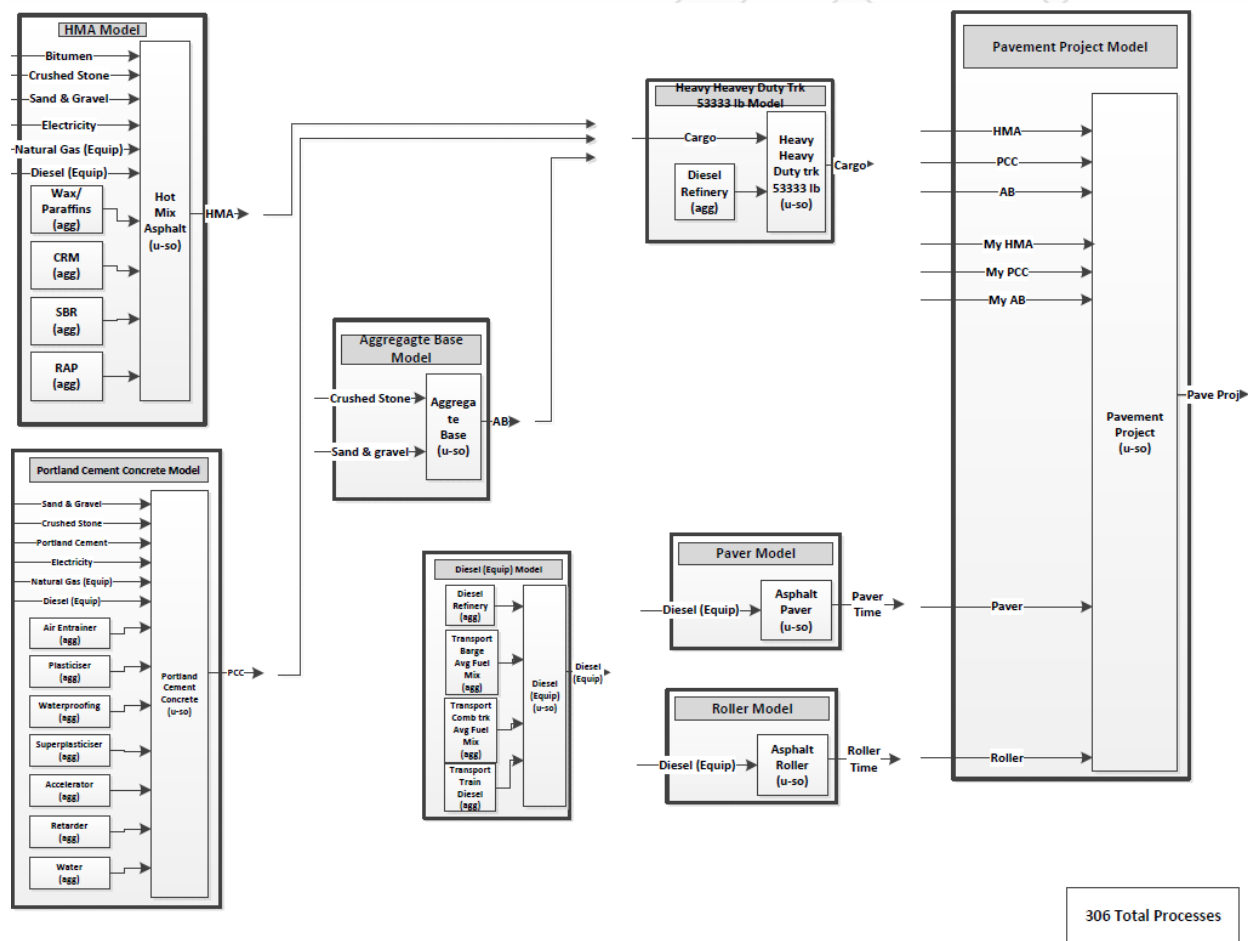 HMA Model
Bitumen
Crushed Stone
Sand & Gravel
Electricity
Natural Gas (Equip)
Diesel (Equip)
Wax/
Paraffins
(agg)
CRM
(agg)
SBR
(agg)
RAP
(agg)
Hot
Mix
Asphalt
(u-so)
HMA
Portland Cement Concrete Model
Sand & Gravel
Crushed Stone
Portland Cement
Electricity
Natural Gas (Equip)
Diesel (Equip)
Air Entrainer
(agg)
Plasticiser
(agg)
Waterproofing
(agg)
Superplasticiser
(agg)
Accelerator
(agg)
Retarder
(agg)
Water
(agg)
Portland
Cement
Concrete
(u-so)
PCC
Aggregagte Base
Model
Crushed Stone
Sand & gravel
Aggrega
te
Base
(u-so)
AB
Diesel (Equip) Model
Diesel
Refinery
(agg)
Transport
Barge
Avg Fuel
Mix
(agg)
Transport
Comb trk
Avg Fuel
Mix
(agg)
Transport
Train
Diesel
(agg)
Diesel
(Equip)
(u-so)
Diesel
(Equip)
Heavy Heavey Duty Trk
53333 lb Model
Cargo
Diesel
Refinery
(agg)
Heavy
Heavy
Duty trk
53333 lb
(u-so)
Cargo
Paver Model
Diesel (Equip)
Asphalt
Paver
(u-so)
Paver
Time
Roller Model
Diesel (Equip)
Asphalt
Roller
(u-so)
Roller
Time
Pavement Project Model
HMA
PCC
AB
My HMA
My PCC
My AB
Paver
Roller
Pavement
Project
(u-so)
Pave Proj
306 Total Processes